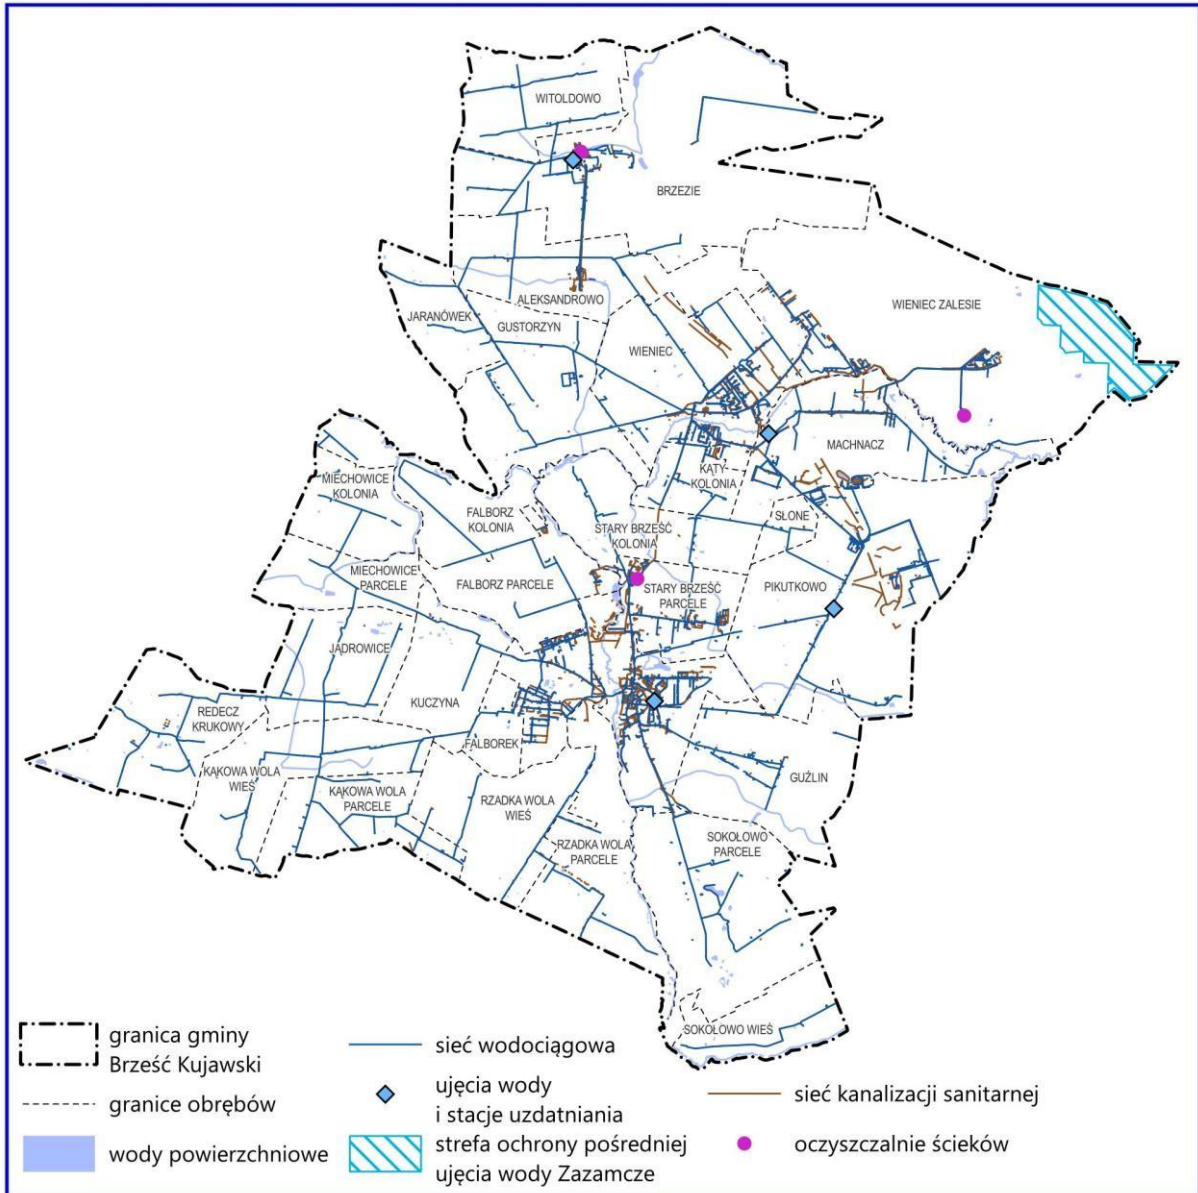 WITOLDOWO
BRZEZIE
ALEKSANDROWO
JARANÓWEK
GUSTORZYN
WIENIEC ZALESIE
WIENIEC
MACHNACZ
KĄTY
KOLONIA
MIECHOWICE
KOLONIA
FALBORZ
KOLONIA
SŁONE
STARY BRZEŚĆ
KOLONIA
MIECHOWICE
PARCELE
FALBORZ PARCELE
STARY BRZEŚĆ
PARCELE
PIKUTKOWO
JĄDROWICE
KUCZYNA
REDECZ
KRUKOWY
FALBOREK
KĄKOWA WOLA
WIEŚ
KĄKOWA WOLA
PARCELE
RZADKA WOLA
WIEŚ
GUŹLIN
RZADKA WOLA
PARCELE
SOKOŁOWO
PARCELE
SOKOŁOWO WIEŚ
granica gminy
Brześć Kujawski
granice obrębów
wody powierzchniowe
sieć wodociągowa
ujęcia wody
i stacje uzdatniania
strefa ochrony pośredniej
ujęcia wody Zazamcze
sieć kanalizacji sanitarnej
oczyszczalnie ścieków